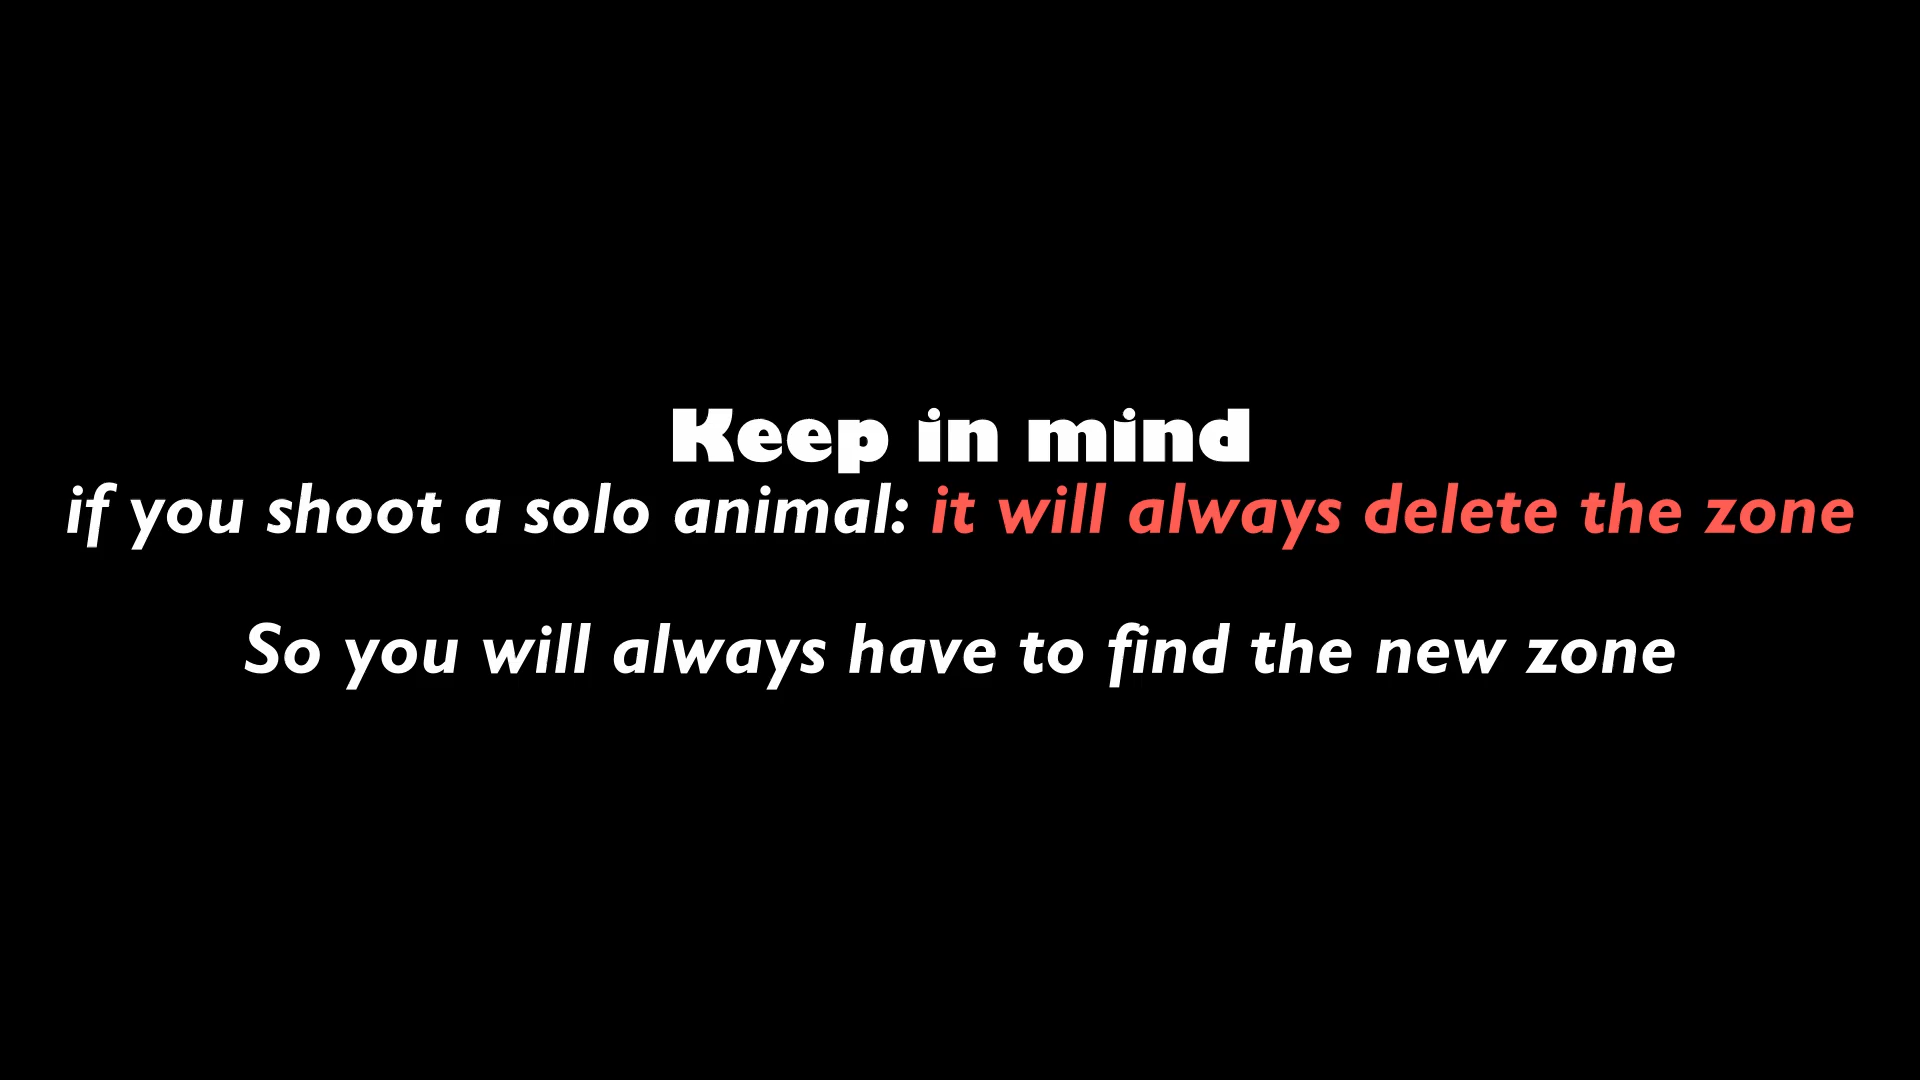 Keep in mind
if you shoot a solo animal: it will always delete the zone
So you will always have to find the new zone